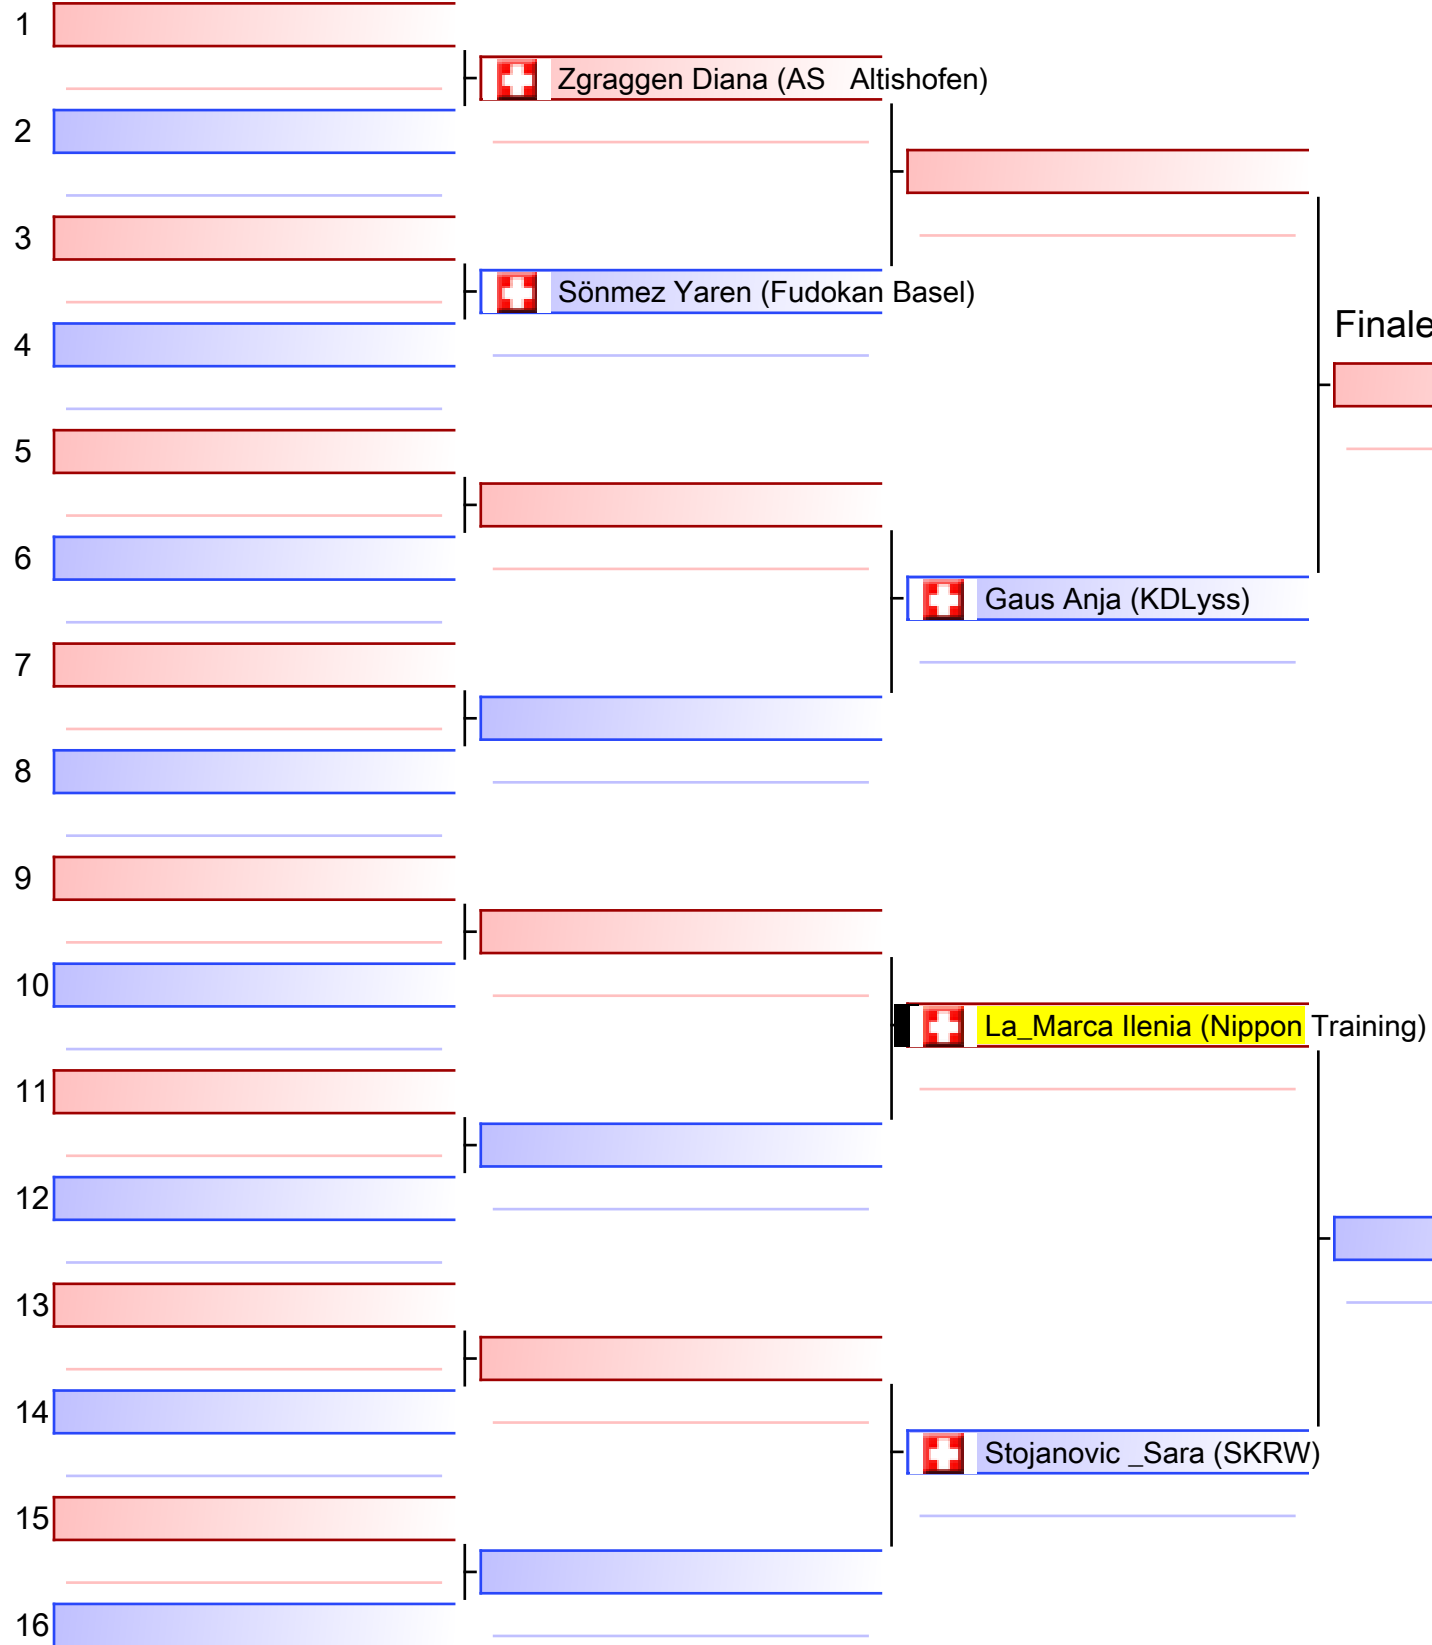 1
Zgraggen Diana (AS Altishofen)
2
3
Sönmez Yaren (Fudokan Basel)
Finale
4
5
6
Gaus Anja (KDLyss)
7
8
9
10
La_Marca Ilenia (Nippon Training)
11
12
13
14
Stojanovic _Sara (SKRW)
15
16